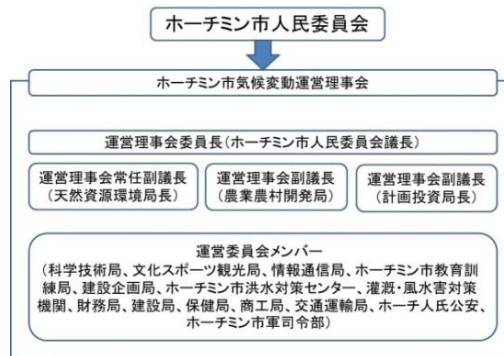 ホーチミン市人民委員会
ホーチミン市気候変動運営理事会
運営理事会委員長(ホーチミン市人民委員会議長)
運営理事会常任副議長
(天然資源環境局長)
運営理事会副議長
(農業農村開発局)
運営理事会副議長
(計画投資局長)
運営委員会メンバー
(科学技術局、文化スポーツ観光局、情報通信局、ホーチミン市教育訓
練局、建設企画局、ホーチミン市洪水対策センター、灌漑・風水害対策
機関、財務局、建設局、保健局、商工局、交通運輸局、ホーチ人氏公安、
ホーチミン市軍司令部)